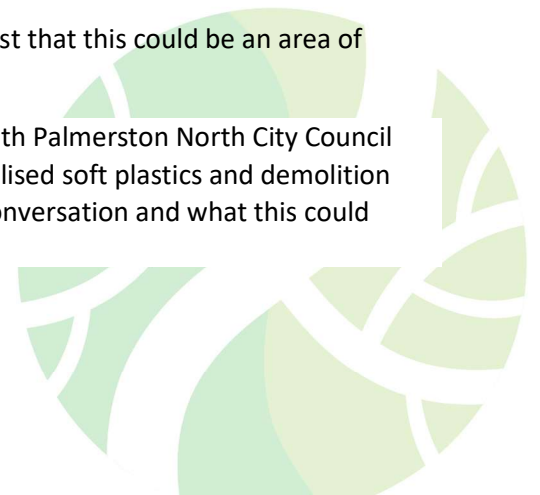 st that this could be an area of
th Palmerston North City Council
lised soft plastics and demolition
onversation and what this could